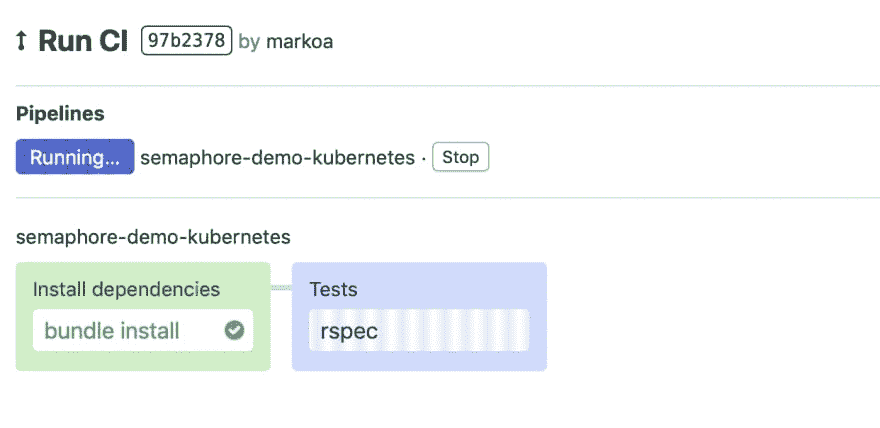 Run CI 97b2378 by markoa
Pipelines
Running... semaphore-demo-kubernetes · Stop
semaphore-demo-kubernetes
Install dependencies Tests
bundle install rspec